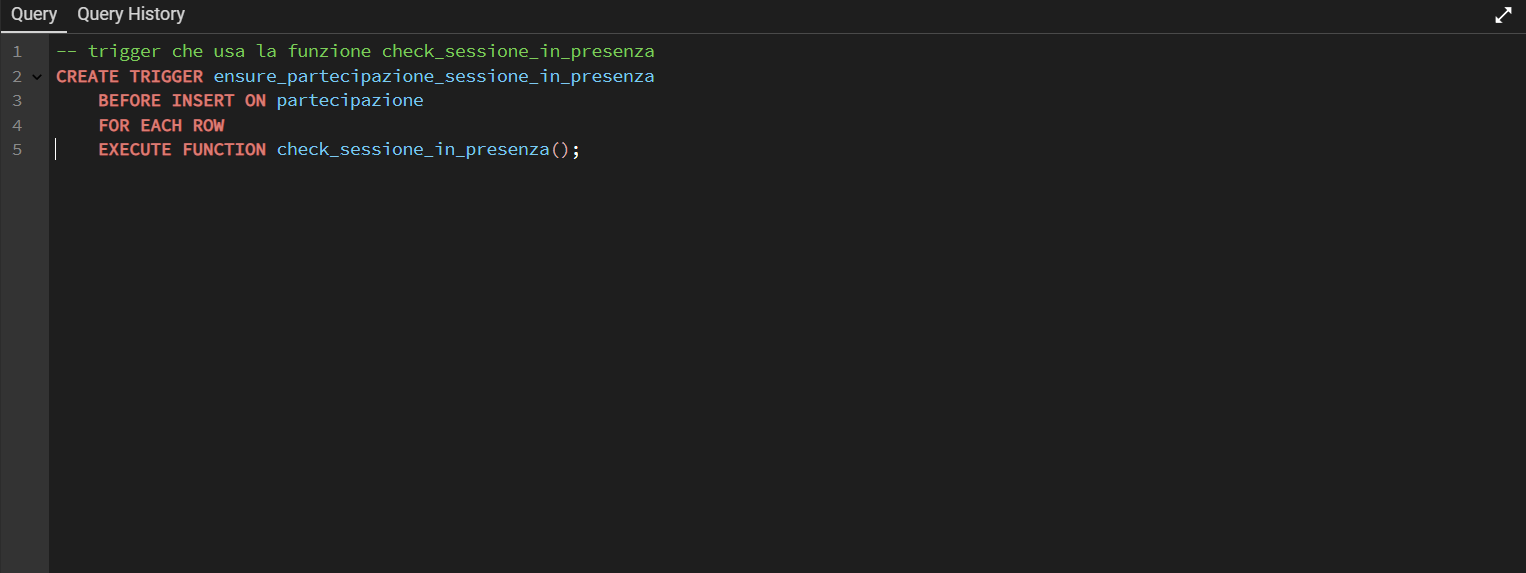 Query Query History
1 -- trigger che usa la funzione check_sessione_in_presenza
2 CREATE TRIGGER ensure_partecipazione_sessione_in_presenza
3 BEFORE INSERT ON partecipazione
4 FOR EACH ROW
5 EXECUTE FUNCTION check_sessione_in_presenza();